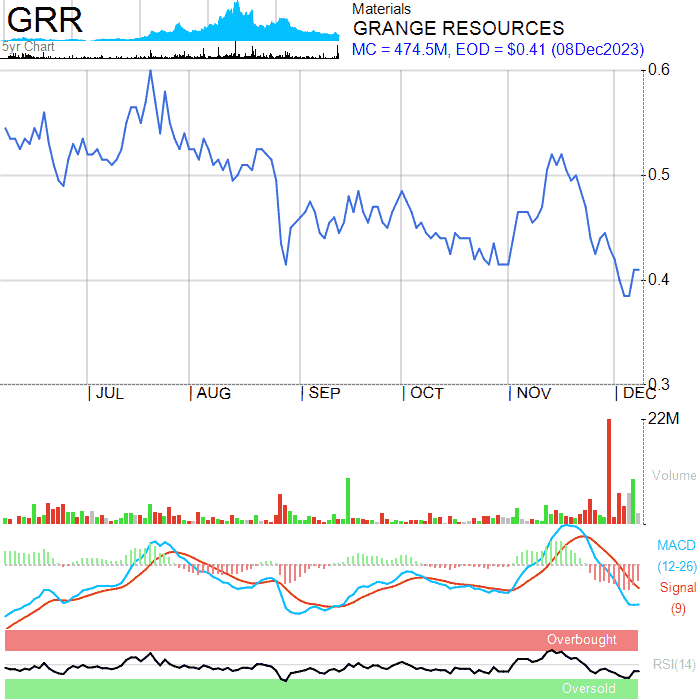 GRR
5yr Chart
Materials
GRANGE RESOURCES
MC = 474.5M, EOD = $0.41 (08Dec2023)
0.6
0.5
0.4
0.3
JUL
AUG
SEP
OCT
NOV
DEC
22M
Volume
MACD
(12-26)
Signal
(9)
Overbought
RSI(14)
Oversold